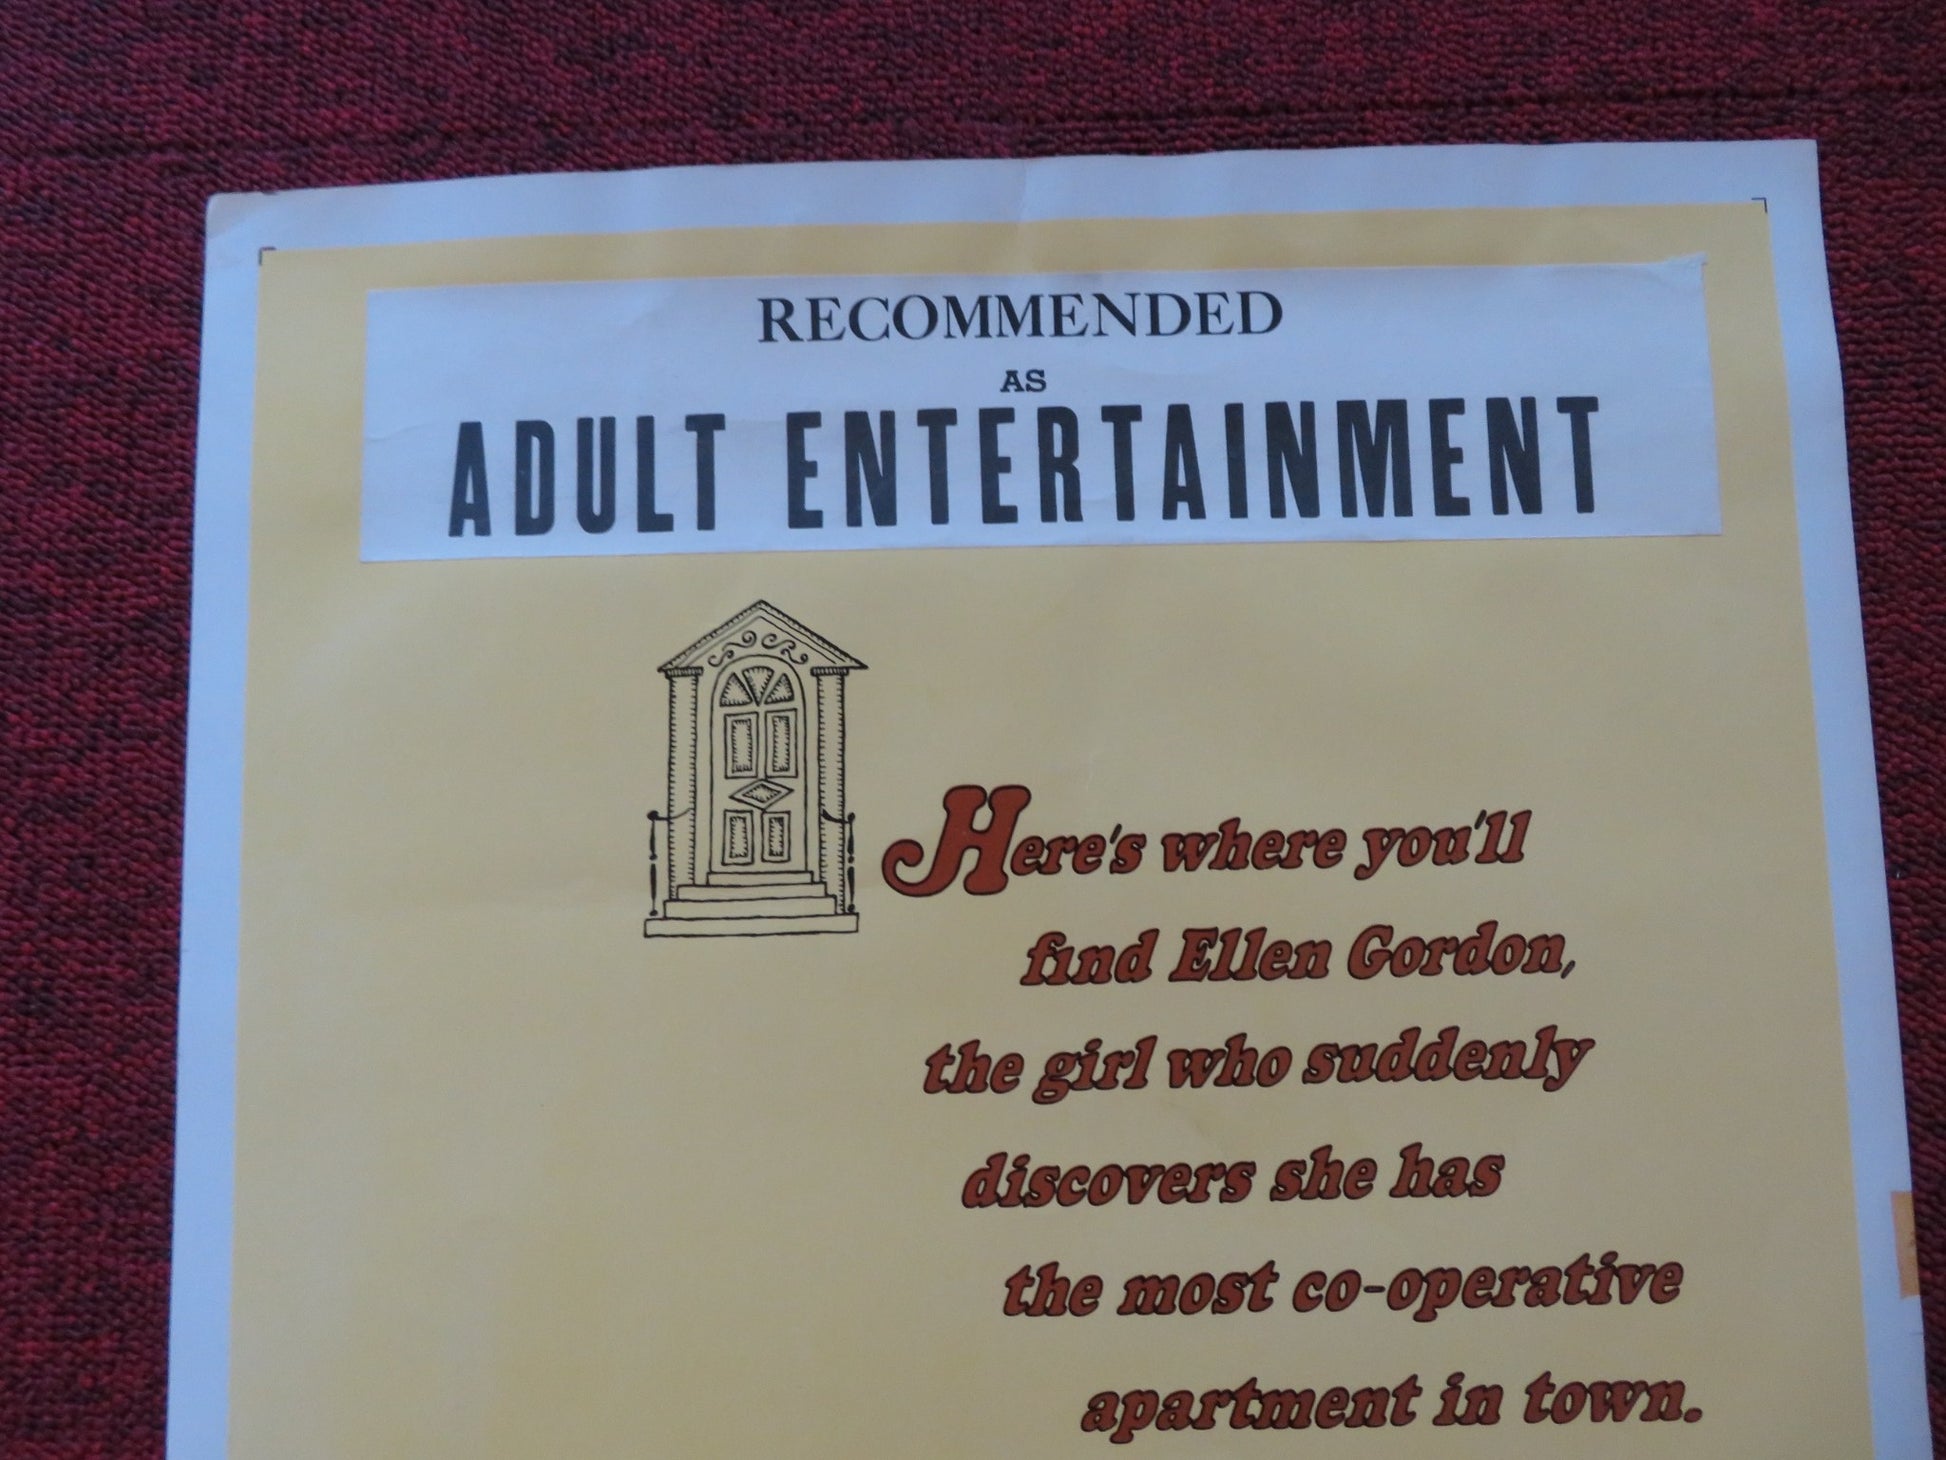 RECOMMENDED
AS
ADULT ENTERTAINMENT
Here's where you'll
find Ellen Gordon,
the girl who suddenly
discovers she has
the most co-operative
apartment in town.